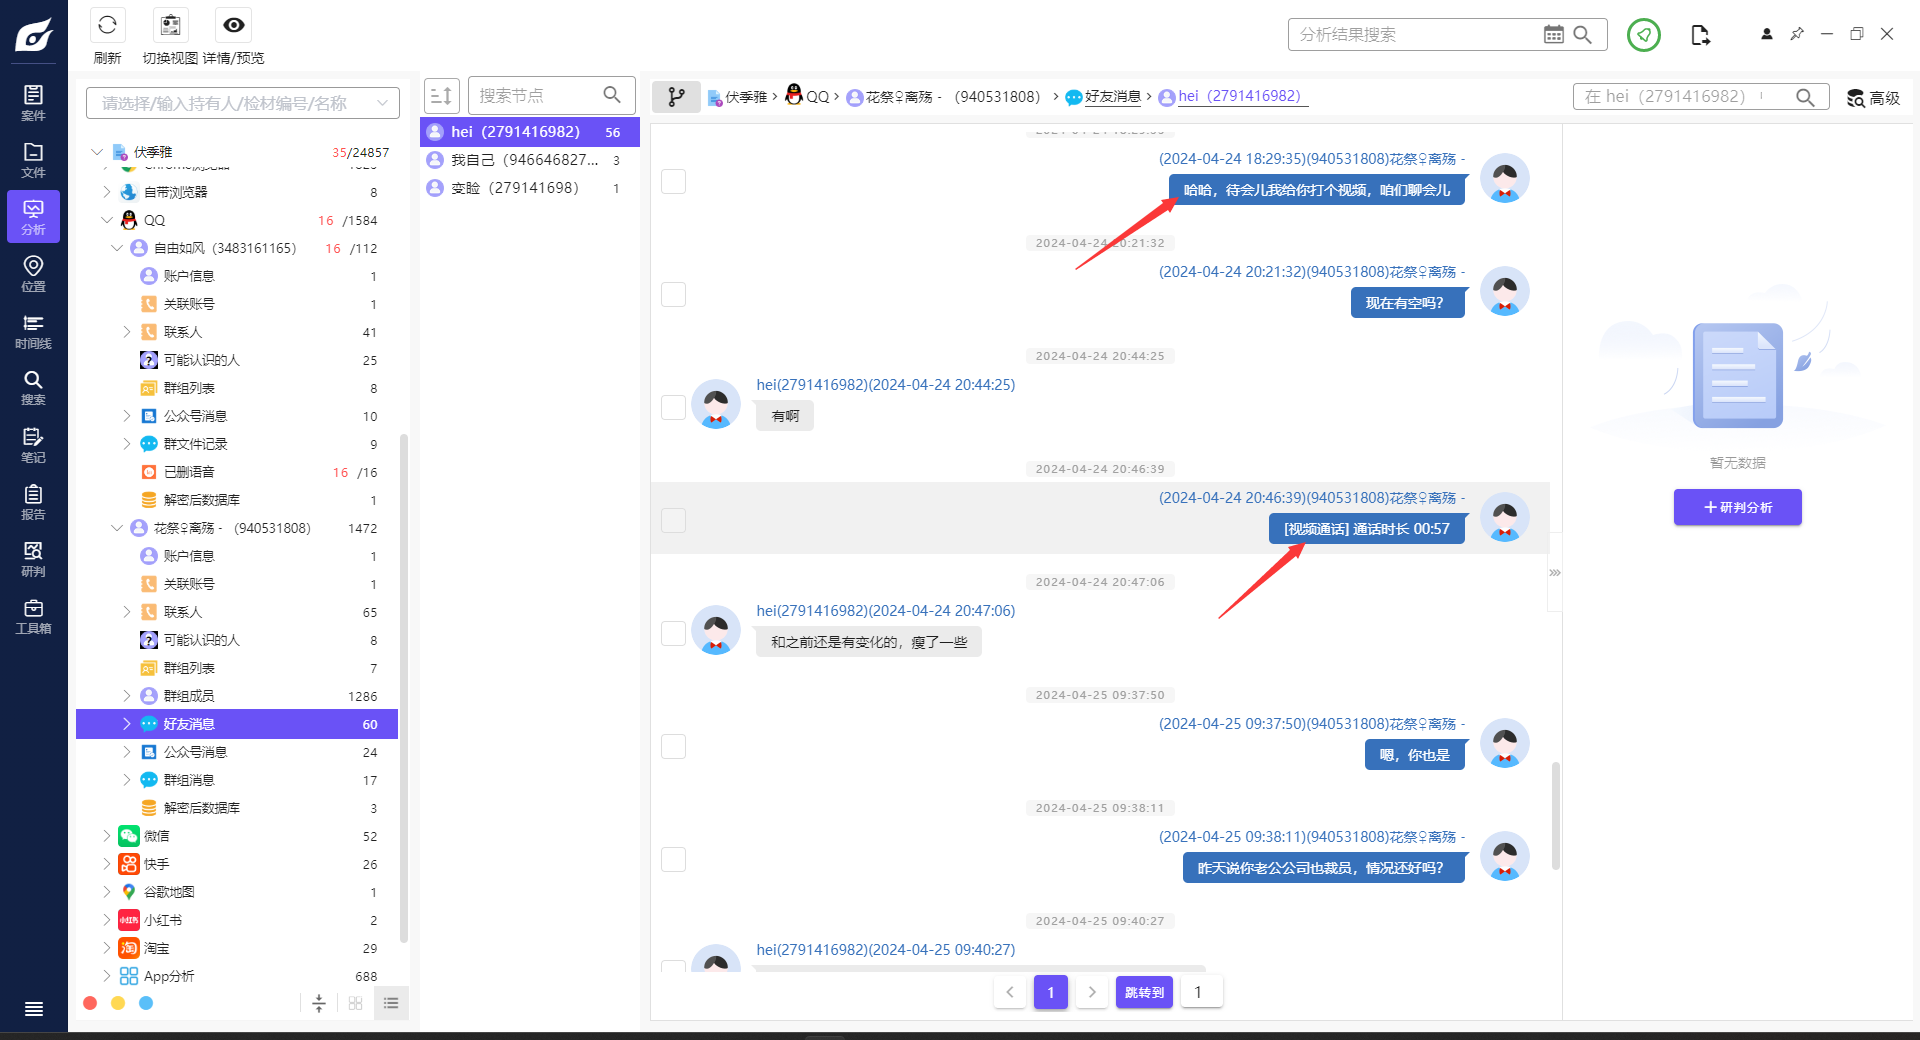 刷新
切换视图
详情/预览
分析结果搜索
案件
文件
分析
位置
时间线
搜索
笔记
报告
研判
工具箱
请选择/输入持有人/检材编号/名称
伏季雅 35/24857
自带浏览器 8
QQ 16 /1584
自由如风（3483161165） 16 /112
账户信息 1
关联账号 1
联系人 41
可能认识的人 25
群组列表 8
公众号消息 10
群文件记录 9
已删语音 16 /16
解密后数据库 1
花祭♀离殇 - （940531808） 1472
账户信息 1
关联账号 1
联系人 65
可能认识的人 8
群组列表 7
群组成员 1286
好友消息 60
公众号消息 24
群组消息 17
解密后数据库 3
微信 52
快手 26
谷歌地图 1
小红书 2
淘宝 29
App分析 688
搜索节点
hei（2791416982） 56
我自己（946646827... 3
变脸（279141698） 1
伏季雅 > QQ > 花祭♀离殇 - （940531808） > 好友消息 > hei（2791416982）
在 hei（2791416982）
高级
(2024-04-24 18:29:35)(940531808)花祭♀离殇 -
哈哈，待会儿我给你打个视频，咱们聊会儿
2024-04-24 20:21:32
(2024-04-24 20:21:32)(940531808)花祭♀离殇 -
现在有空吗？
2024-04-24 20:44:25
hei(2791416982)(2024-04-24 20:44:25)
有啊
2024-04-24 20:46:39
(2024-04-24 20:46:39)(940531808)花祭♀离殇 -
[视频通话] 通话时长 00:57
2024-04-24 20:47:06
hei(2791416982)(2024-04-24 20:47:06)
和之前还是有变化的，瘦了一些
2024-04-25 09:37:50
(2024-04-25 09:37:50)(940531808)花祭♀离殇 -
嗯，你也是
2024-04-25 09:38:11
(2024-04-25 09:38:11)(940531808)花祭♀离殇 -
昨天说你老公公司也裁员，情况还好吗？
2024-04-25 09:40:27
hei(2791416982)(2024-04-25 09:40:27)
1
跳转到
1
暂无数据
＋研判分析